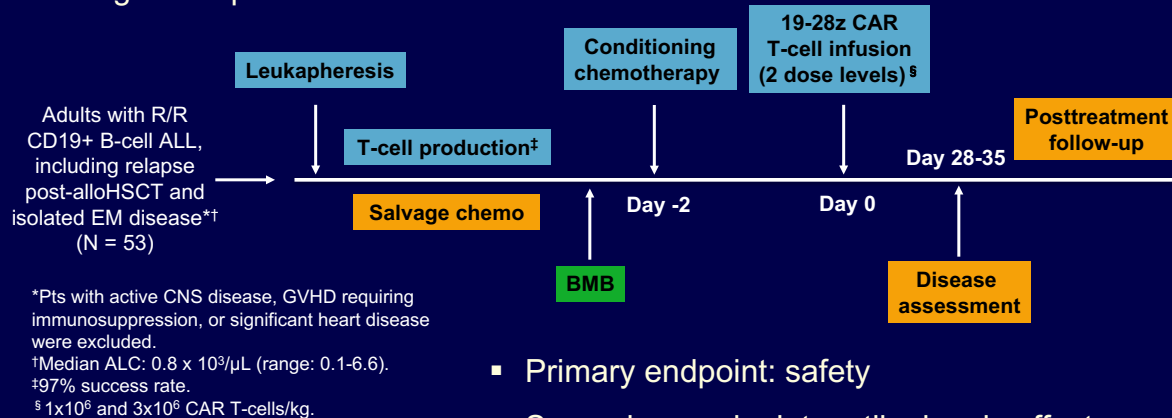 19-28z CAR
T-cell infusion
(2 dose levels) §
Conditioning
chemotherapy
Leukapheresis
Adults with R/R
CD19+ B-cell ALL,
including relapse
post-alloHSCT and
isolated EM disease*†
(N = 53)
T-cell production‡
Salvage chemo
BMB
Day -2
Day 0
Day 28-35
Posttreatment
follow-up
Disease
assessment
*Pts with active CNS disease, GVHD requiring
immunosuppression, or significant heart disease
were excluded.
†Median ALC: 0.8 x 10³/µL (range: 0.1-6.6).
‡97% success rate.
§ 1x10⁶ and 3x10⁶ CAR T-cells/kg.
▪ Primary endpoint: safety